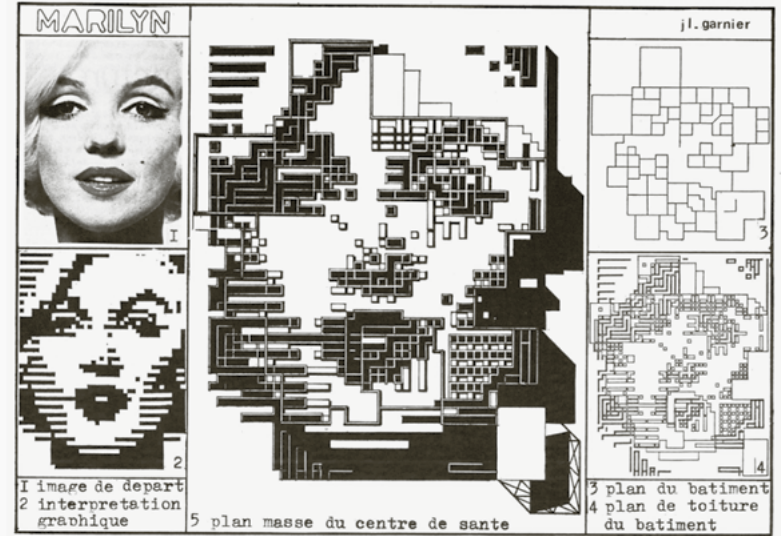 MARILYN
jl.garnier
1
2
3
4
I image de depart
2 interpretation
graphique
5 plan masse du centre de sante
3 plan du batiment
4 plan de toiture
du batiment